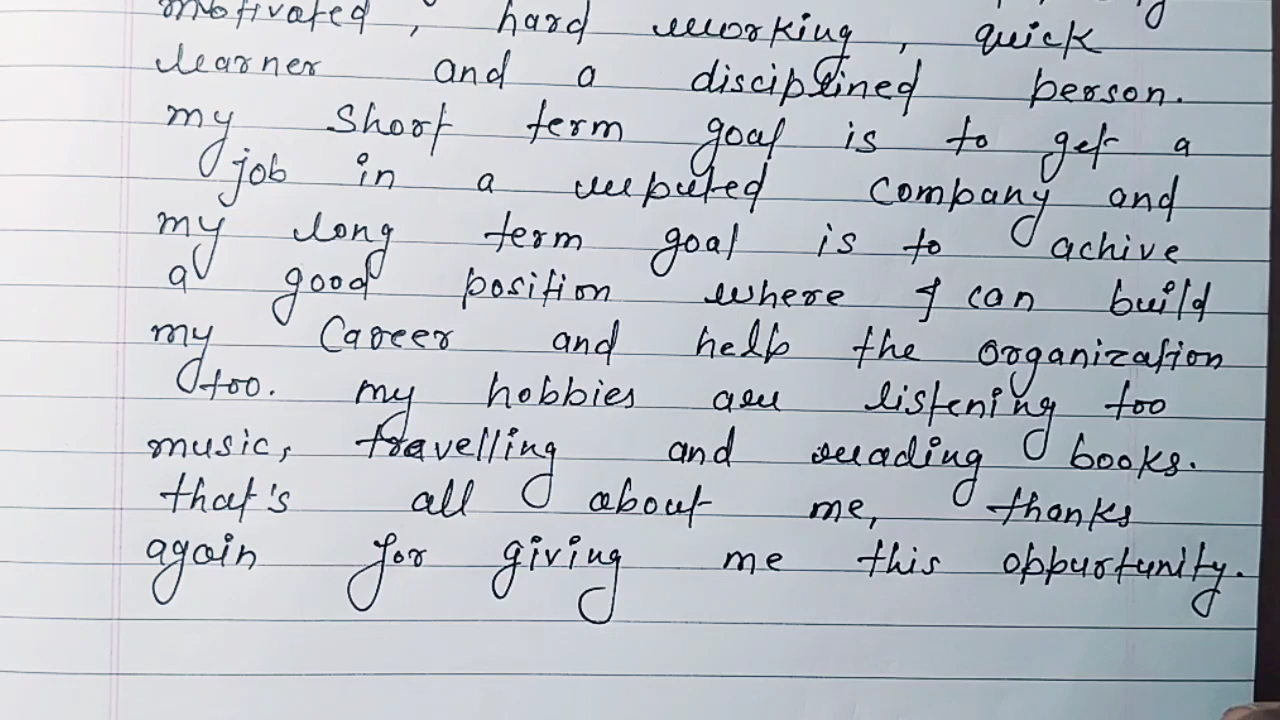 motivated, hard working, quick
learner and a disciplined person.
my short term goal is to get a
job in a reputed company and
my long term goal is to achive
a good position where I can build
my career and help the organization
too. my hobbies are listening too
music, travelling and reading books.
that's all about me, thanks
again for giving me this oppurtunity.